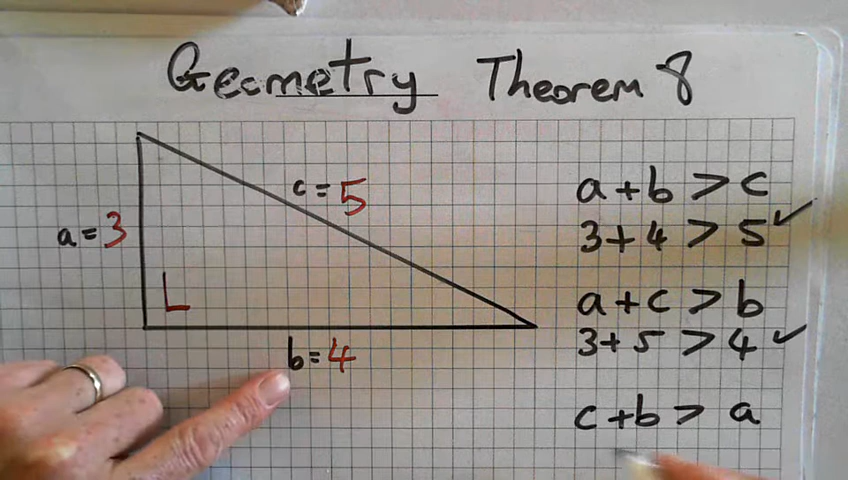 Geometry Theorem 8
c = 5
a = 3
b = 4
a + b > c
3 + 4 > 5 ✓
a + c > b
3 + 5 > 4 ✓
c + b > a